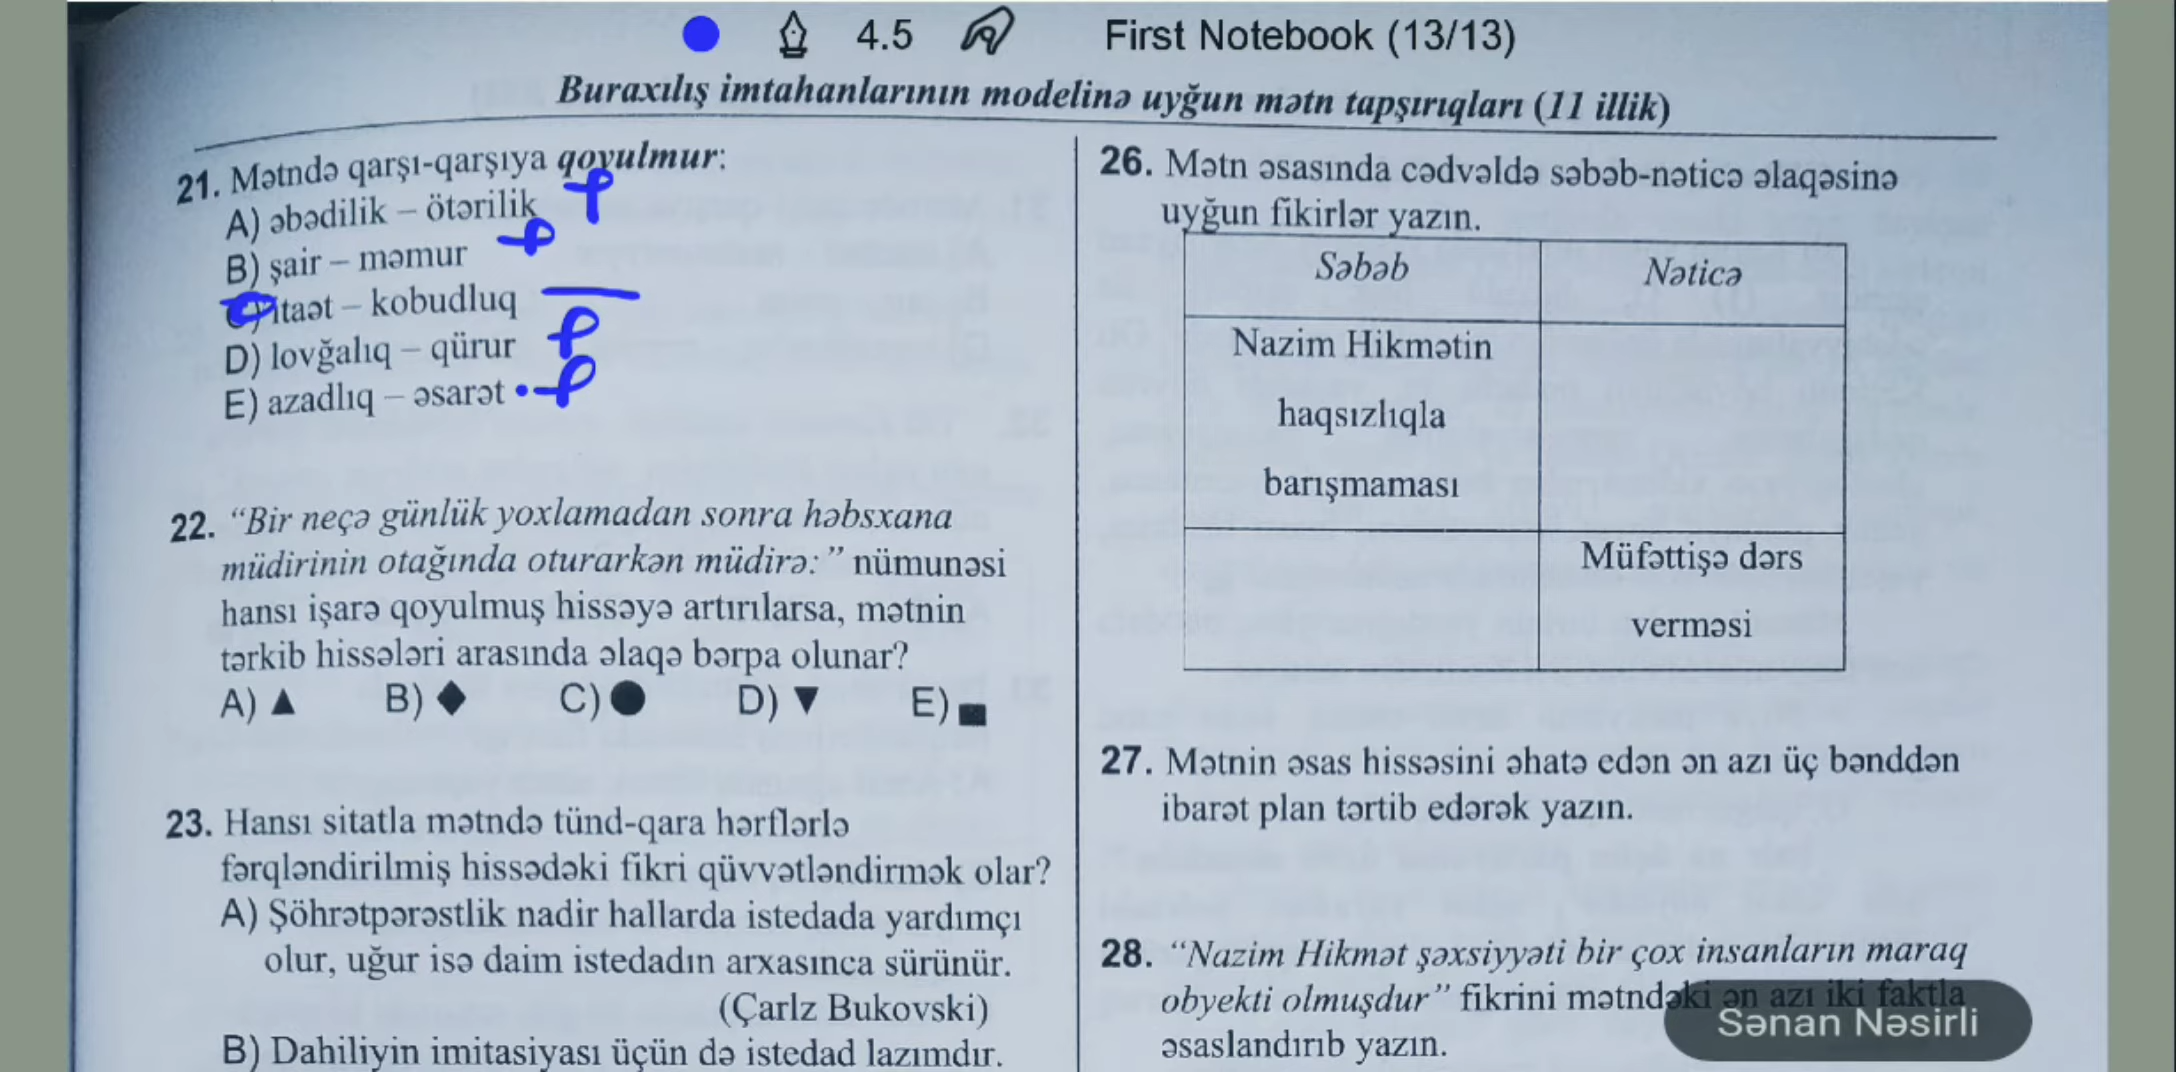 4.5 First Notebook (13/13)
Buraxılış imtahanlarının modelinə uyğun mətn tapşırıqları (11 illik)
21. Mətndə qarşı-qarşıya qoyulmur:
A) əbədilik – ötərilik
B) şair – məmur
C) itaət – kobudluq
D) lovğalıq – qürur
E) azadlıq – əsarət
22. “Bir neçə günlük yoxlamadan sonra həbsxana
müdirinin otağında oturarkən müdirə:” nümunəsi
hansı işarə qoyulmuş hissəyə artırılarsa, mətnin
tərkib hissələri arasında əlaqə bərpa olunar?
A) ▲ B) ◆ C) ● D) ▼ E) ■
23. Hansı sitatla mətndə tünd-qara hərflərlə
fərqləndirilmiş hissədəki fikri qüvvətləndirmək olar?
A) Şöhrətpərəstlik nadir hallarda istedada yardımçı
olur, uğur isə daim istedadın arxasınca sürünür.
(Çarlz Bukovski)
B) Dahiliyin imitasiyası üçün də istedad lazımdır.
26. Mətn əsasında cədvəldə səbəb-nəticə əlaqəsinə
uyğun fikirlər yazın.
Səbəb Nəticə
Nazim Hikmətin
haqsızlıqla
barışmaması
Müfəttişə dərs
verməsi
27. Mətnin əsas hissəsini əhatə edən ən azı üç bənddən
ibarət plan tərtib edərək yazın.
28. “Nazim Hikmət şəxsiyyəti bir çox insanların maraq
obyekti olmuşdur” fikrini mətndəki ən azı iki faktla
əsaslandırıb yazın.
Sənan Nəsirli